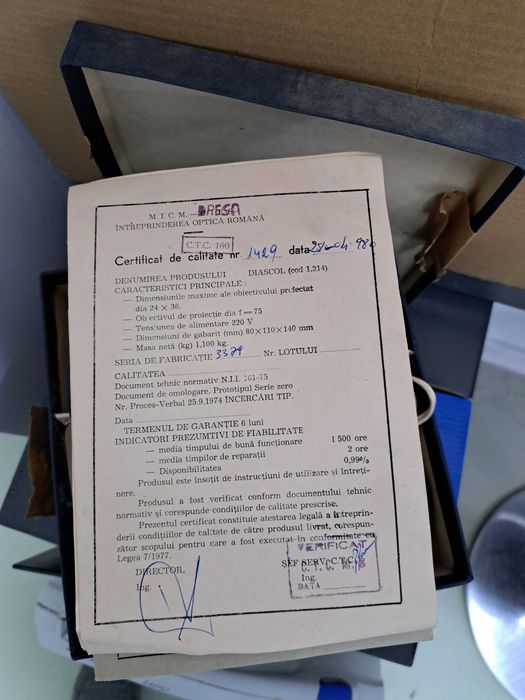 M. I. C. M. — DRESA
INTREPRINDEREA OPTICĂ ROMÂNĂ
C.T.C. 160
Certificat de calitate nr. 1429 data
DENUMIREA PRODUSULUI DIASCOL (cod 1.214)
CARACTERISTICI PRINCIPALE :
— Dimensiunile maxime ale obiectivului proiectat
dia 24 × 36.
— Obiectivul de proiecție dia f=75
— Tensiunea de alimentare 220 V
— Dimensiuni de gabarit (mm) 80×110×140 mm
— Masa netă (kg) 1,100 kg.
SERIA DE FABRICAȚIE 3379 Nr. LOTULUI
CALITATEA
Document tehnic normativ N.I.I. 161-75
Document de omologare. Prototipul Serie zero
Nr. Proces-Verbal 25.9.1974 ÎNCERCĂRI TIP.
Data
TERMENUL DE GARANȚIE 6 luni
INDICATORI PREZUMTIVI DE FIABILITATE
— media timpului de bună funcționare 1 500 ore
— media timpilor de reparații 2 ore
— Disponibilitatea 0,99%
Produsul este însoțit de instrucțiuni de utilizare și întreți-
nere.
Produsul a fost verificat conform documentului tehnic
normativ și corespunde condițiilor de calitate prescrise.
Prezentul certificat constituie atestarea legală a întreprin-
derii condițiilor de calitate de către produsul livrat, corespun-
zător scopului pentru care a fost executat în conformitate cu
Legea 7/1977.
VERIFICAT
DIRECTOR, ȘEF SERV. C.T.C.
Ing. Ing.
DATA